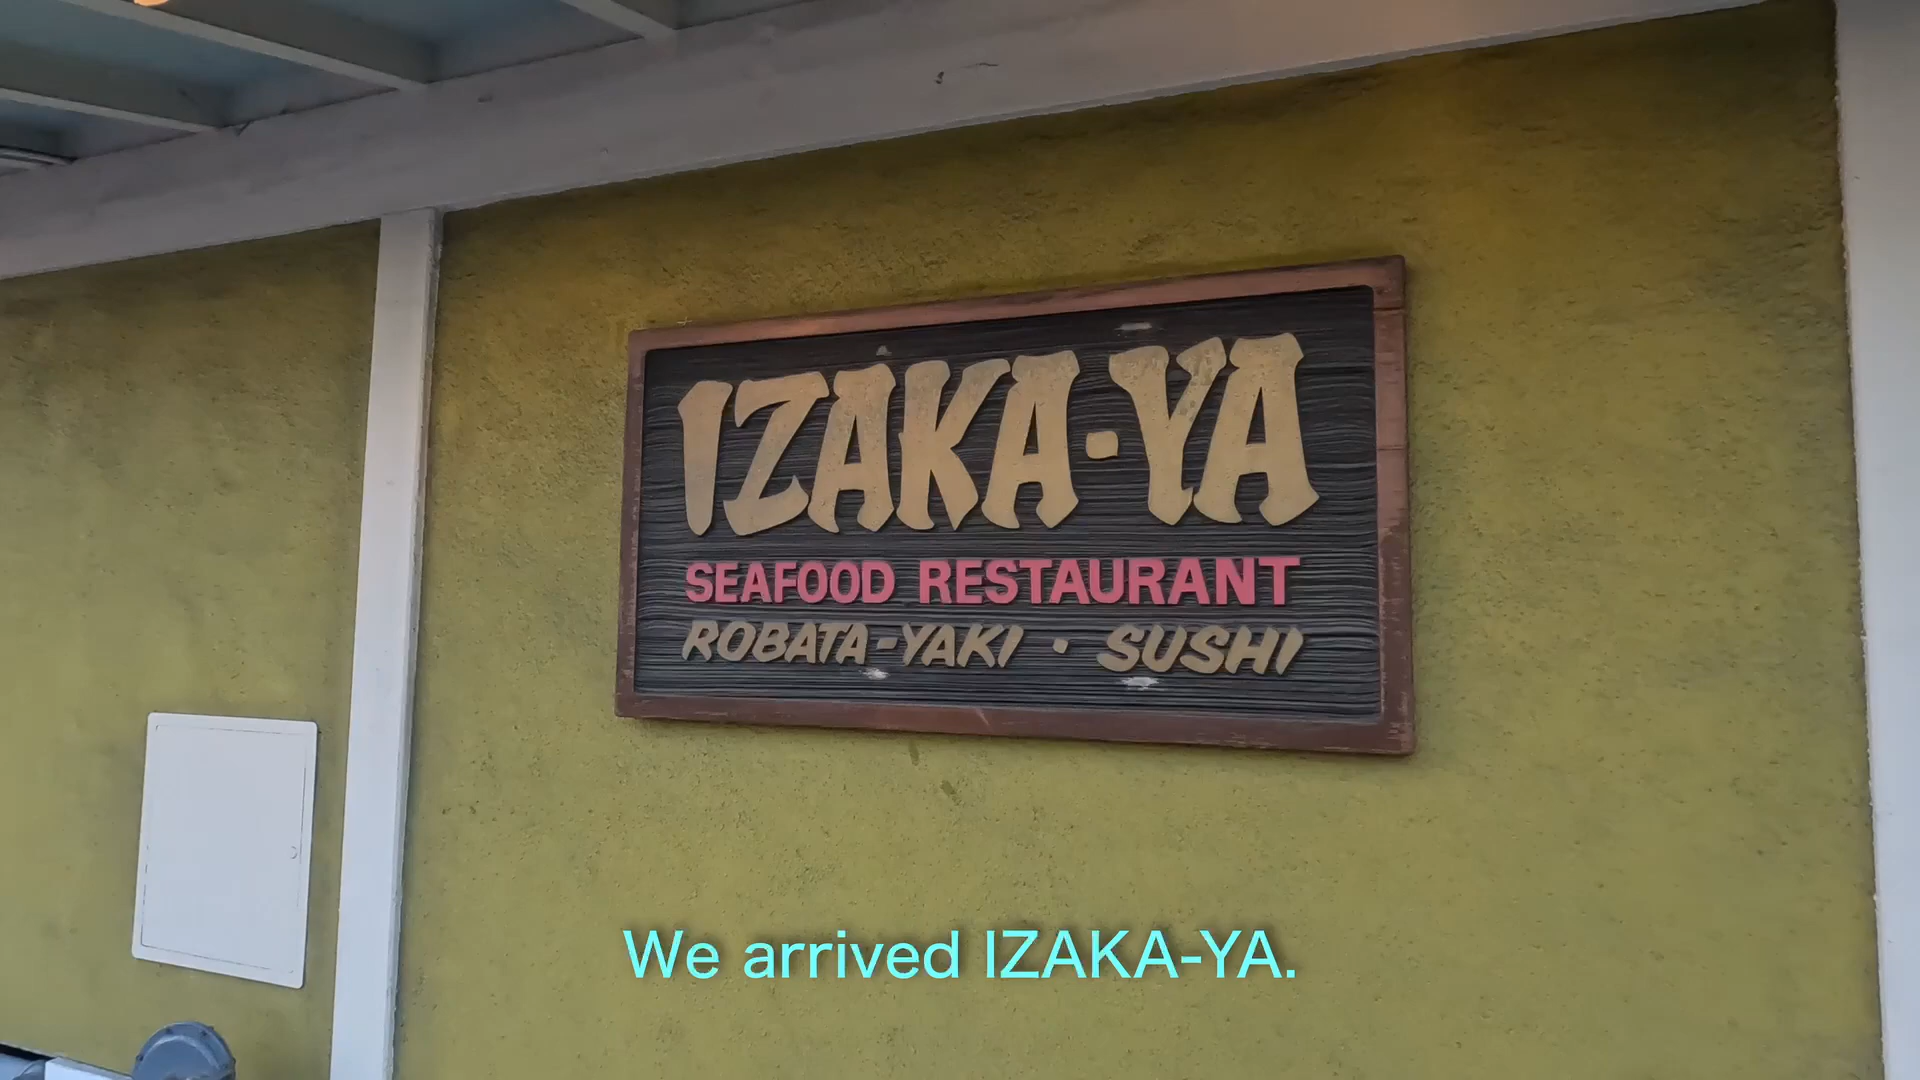 IZAKA-YA
SEAFOOD RESTAURANT
ROBATA-YAKI · SUSHI
We arrived IZAKA-YA.